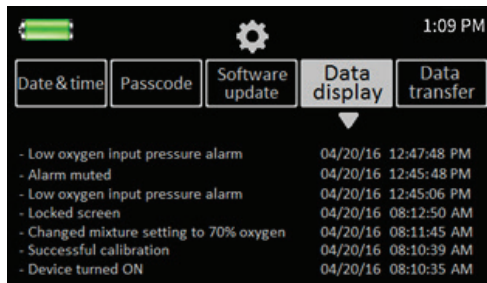 1:09 PM
Date & time
Passcode
Software
update
Data
display
Data
transfer
- Low oxygen input pressure alarm 04/20/16 12:47:48 PM
- Alarm muted 04/20/16 12:45:48 PM
- Low oxygen input pressure alarm 04/20/16 12:45:06 PM
- Locked screen 04/20/16 08:12:50 AM
- Changed mixture setting to 70% oxygen 04/20/16 08:11:45 AM
- Successful calibration 04/20/16 08:10:39 AM
- Device turned ON 04/20/16 08:10:35 AM